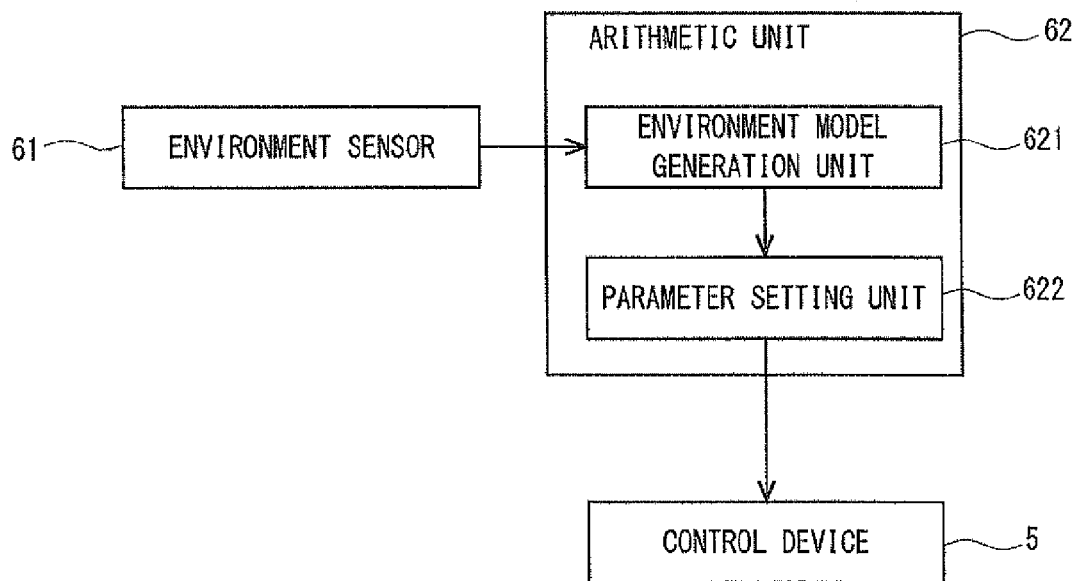 ARITHMETIC UNIT
62
61
ENVIRONMENT SENSOR
ENVIRONMENT MODEL
GENERATION UNIT
621
PARAMETER SETTING UNIT
622
CONTROL DEVICE
5